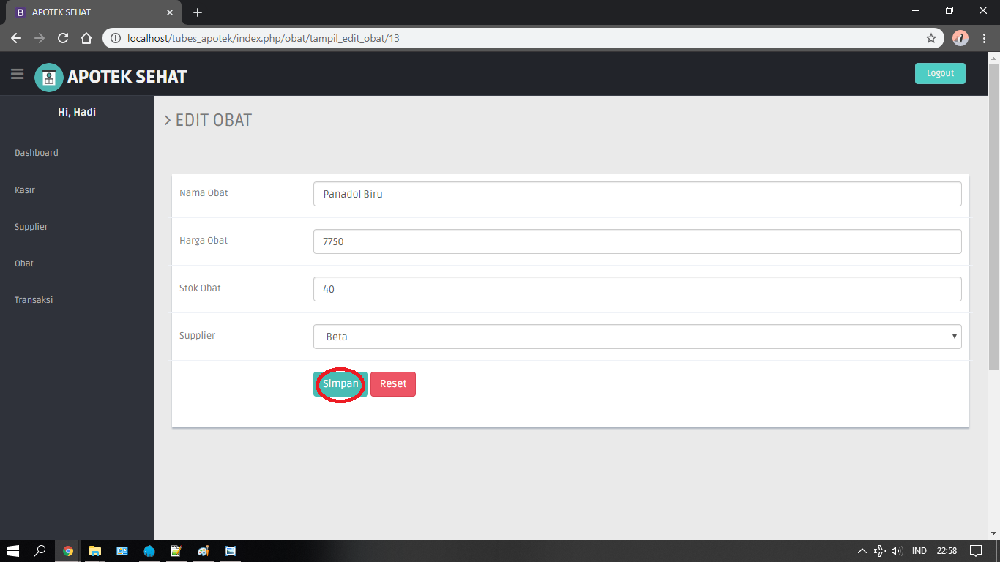 APOTEK SEHAT
localhost/tubes_apotek/index.php/obat/tampil_edit_obat/13
APOTEK SEHAT
Logout
Hi, Hadi
Dashboard
Kasir
Supplier
Obat
Transaksi
> EDIT OBAT
Nama Obat
Panadol Biru
Harga Obat
7750
Stok Obat
40
Supplier
Beta
Simpan
Reset
IND
22:58